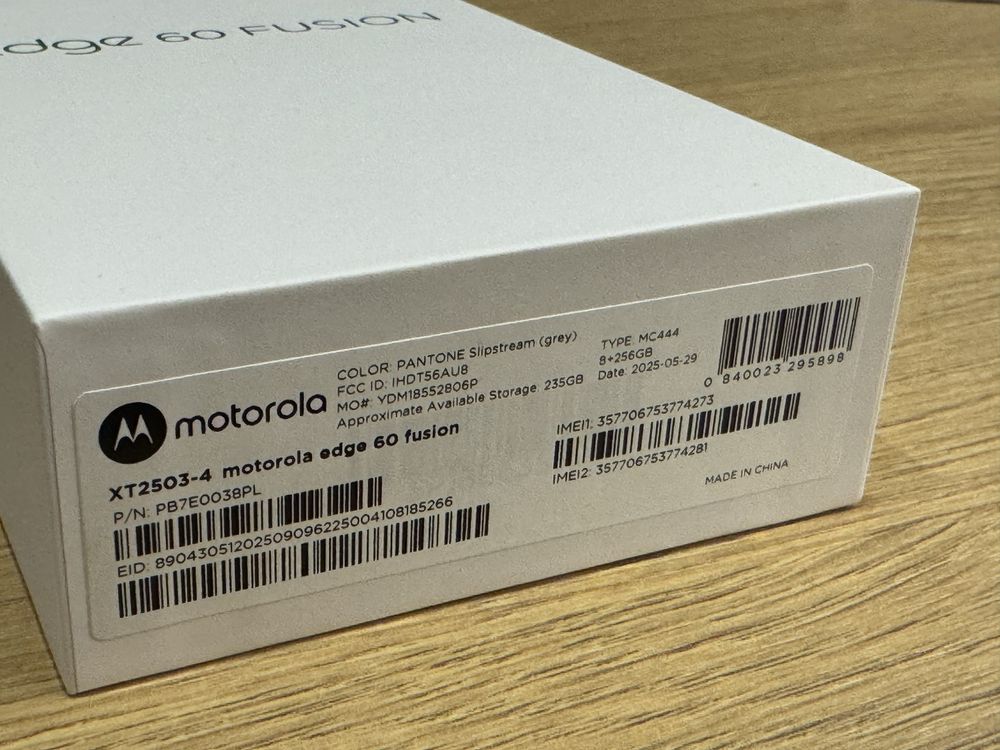 edge 60 FUSION
motorola
COLOR: PANTONE Slipstream (grey)
FCC ID: IHDT56AU8
MO#: YDM18552806P
Approximate Available Storage: 235GB
TYPE: MC444
8+256GB
Date: 2025-05-29
0 840023 295898
XT2503-4 motorola edge 60 fusion
P/N: PB7E0038PL
EID: 89043051202509096225004108185266
IMEI1: 357706753774273
IMEI2: 357706753774281
MADE IN CHINA